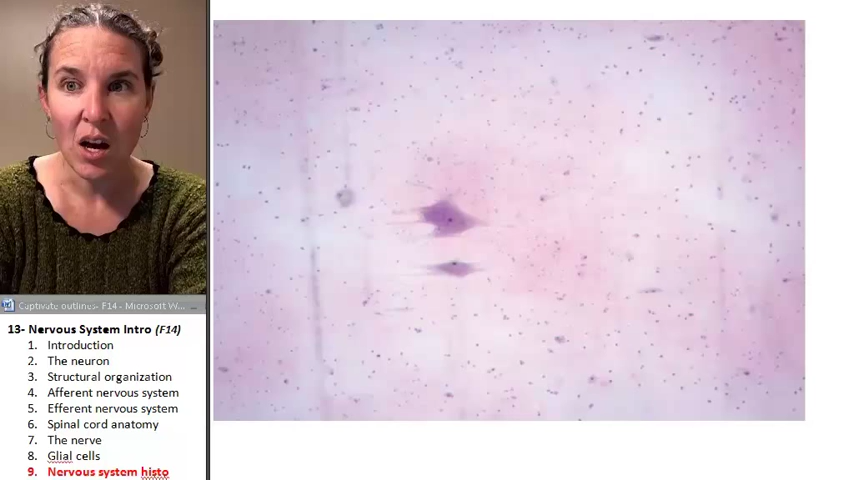 Captivate outlines- F14 - Microsoft W...
13- Nervous System Intro (F14)
1. Introduction
2. The neuron
3. Structural organization
4. Afferent nervous system
5. Efferent nervous system
6. Spinal cord anatomy
7. The nerve
8. Glial cells
9. Nervous system histo